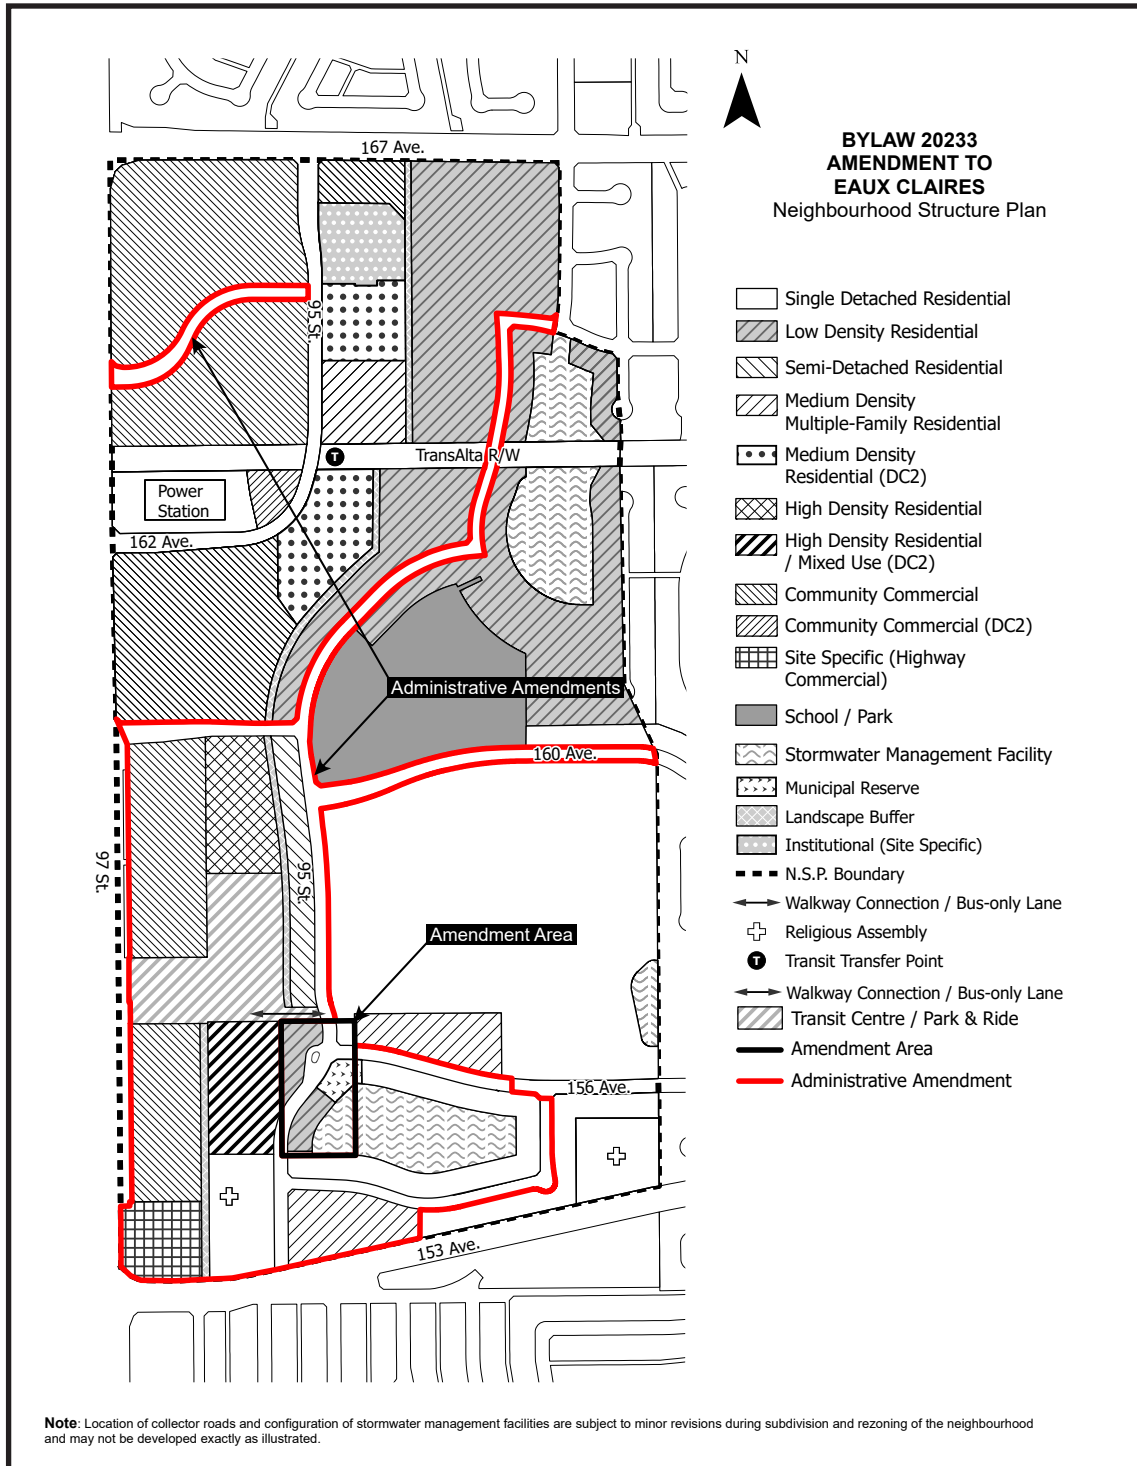 N
BYLAW 20233
AMENDMENT TO
EAUX CLAIRES
Neighbourhood Structure Plan
167 Ave.
95 St.
TransAlta R/W
T
Power
Station
162 Ave.
Administrative Amendments
160 Ave.
97 St.
95 St.
Amendment Area
156 Ave.
153 Ave.
Single Detached Residential
Low Density Residential
Semi-Detached Residential
Medium Density
Multiple-Family Residential
Medium Density
Residential (DC2)
High Density Residential
High Density Residential
/ Mixed Use (DC2)
Community Commercial
Community Commercial (DC2)
Site Specific (Highway
Commercial)
School / Park
Stormwater Management Facility
Municipal Reserve
Landscape Buffer
Institutional (Site Specific)
N.S.P. Boundary
Walkway Connection / Bus-only Lane
Religious Assembly
T Transit Transfer Point
Walkway Connection / Bus-only Lane
Transit Centre / Park & Ride
Amendment Area
Administrative Amendment
Note: Location of collector roads and configuration of stormwater management facilities are subject to minor revisions during subdivision and rezoning of the neighbourhood
and may not be developed exactly as illustrated.